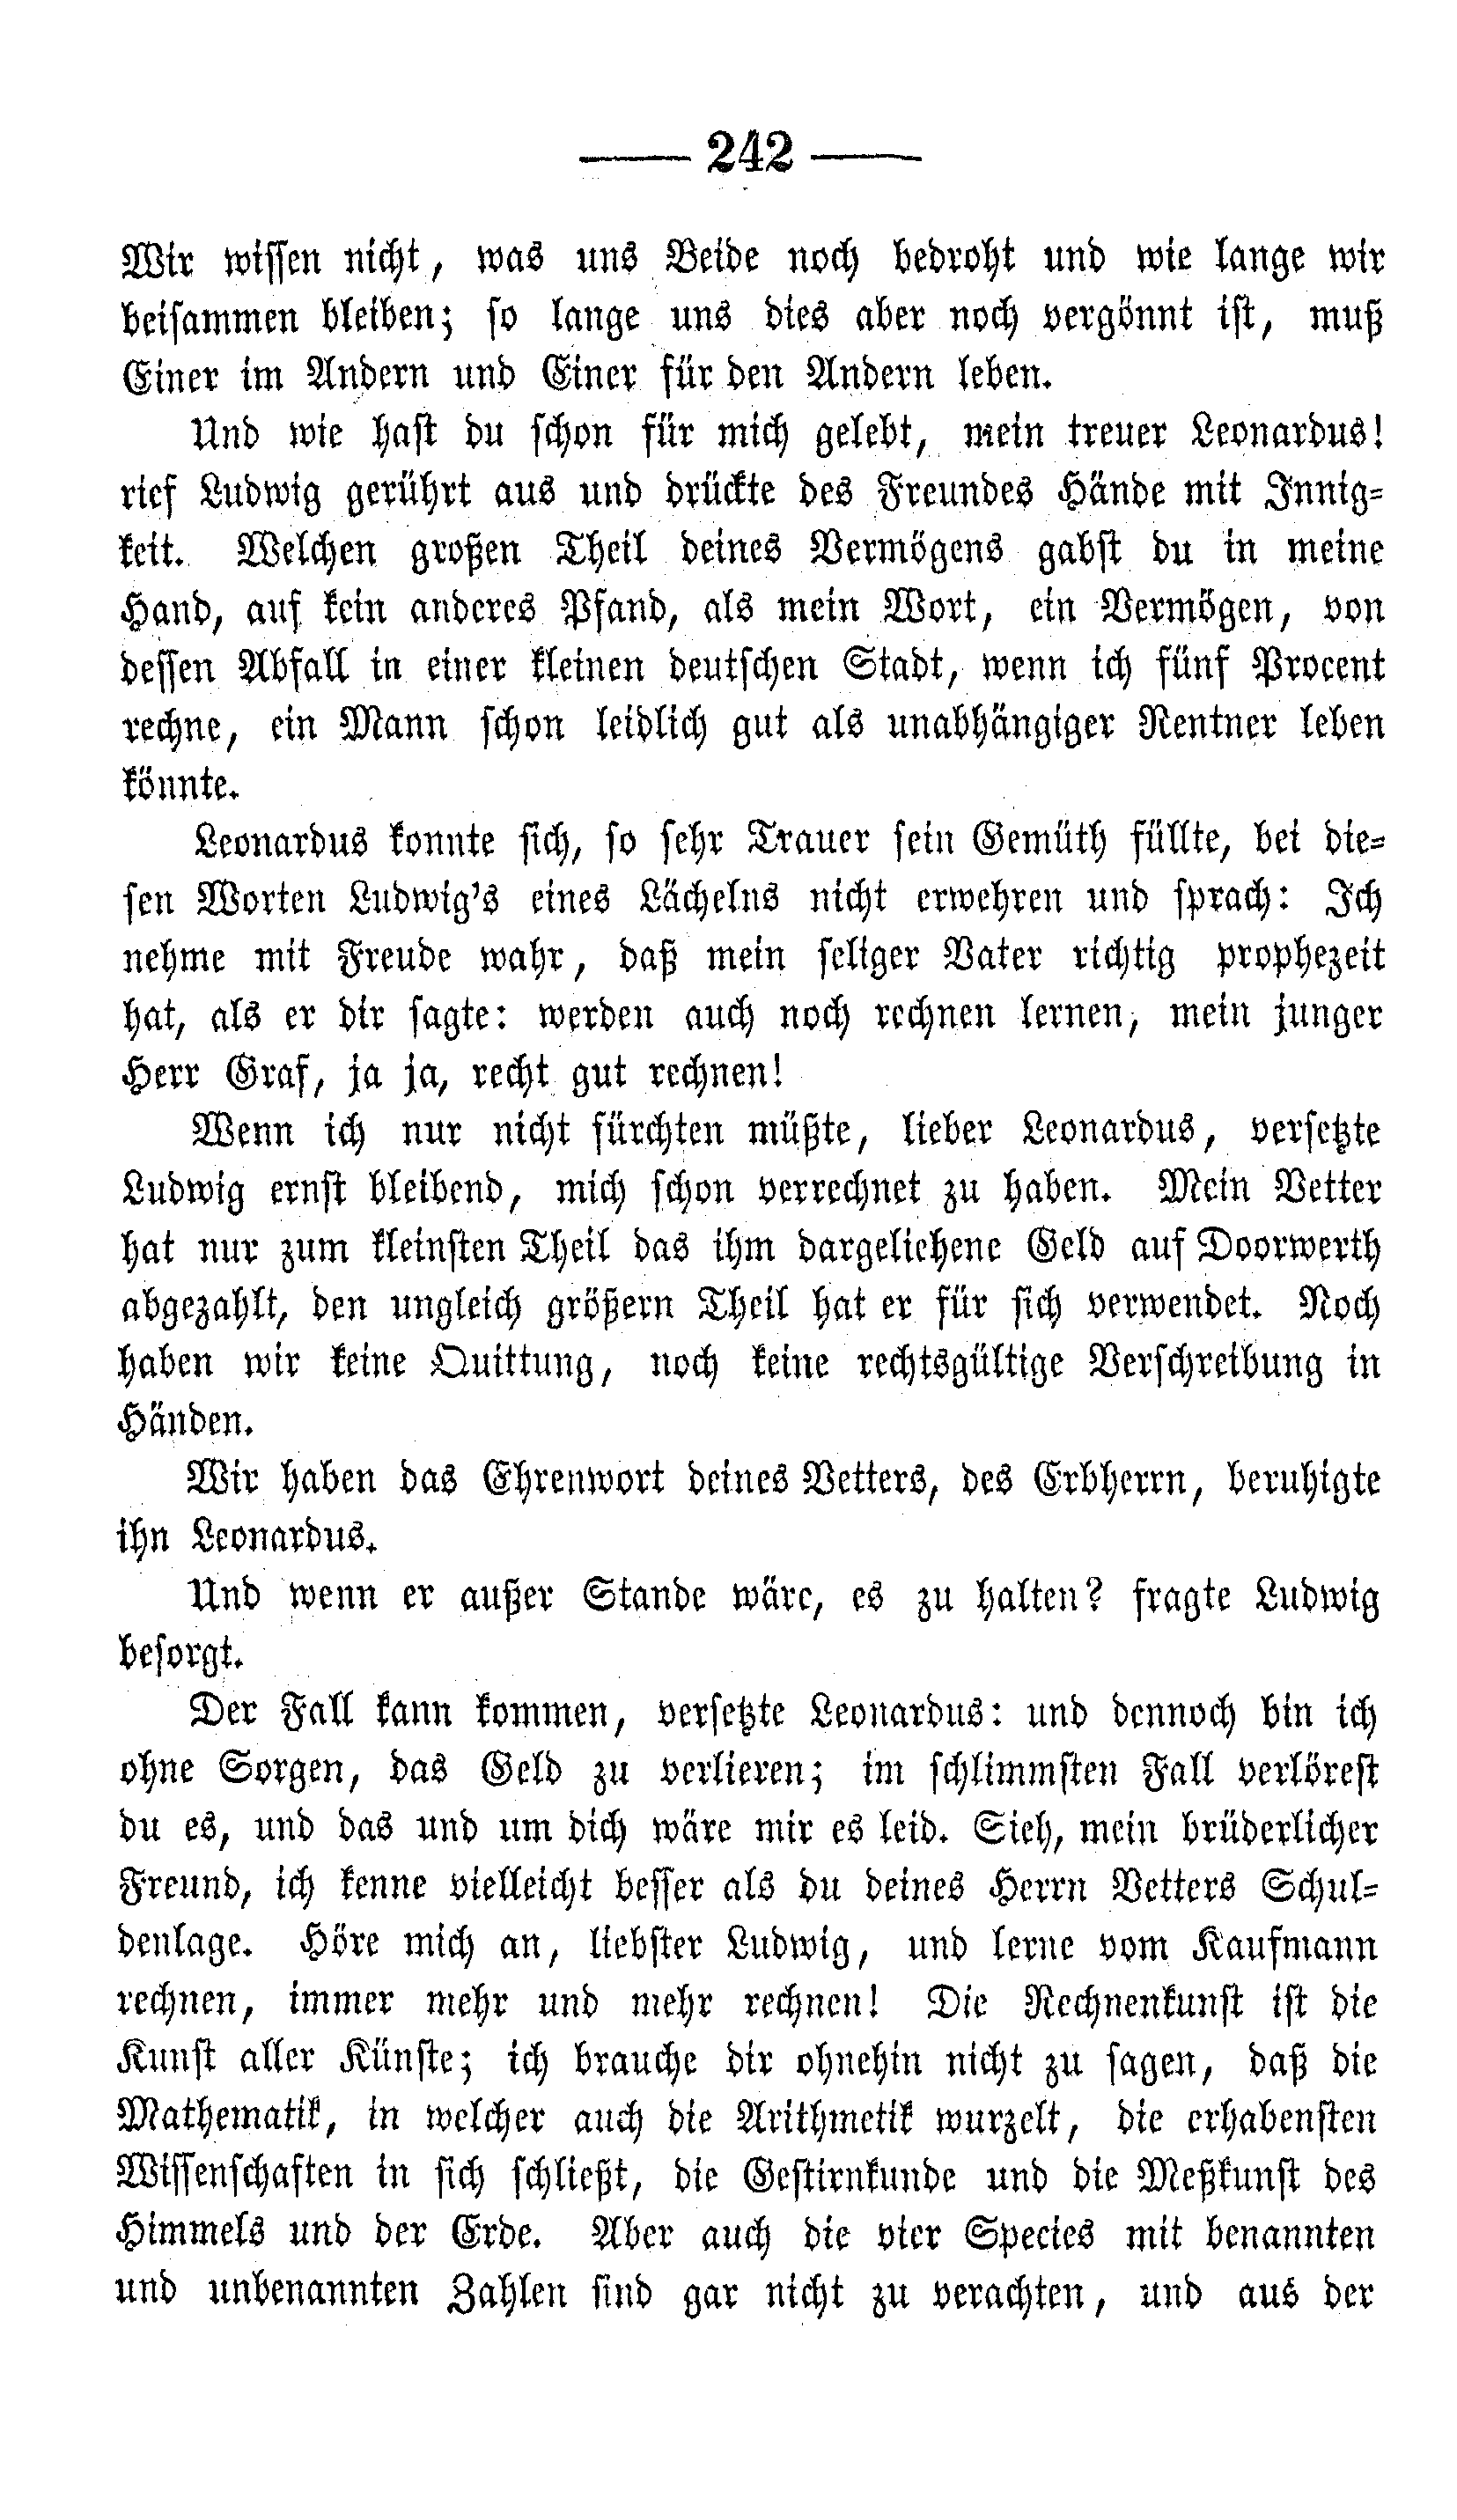 — 242 —
Wir wissen nicht, was uns Beide noch bedroht und wie lange wir
beisammen bleiben; so lange uns dies aber noch vergönnt ist, muß
Einer im Andern und Einer für den Andern leben.
Und wie hast du schon für mich gelebt, mein treuer Leonardus!
rief Ludwig gerührt aus und drückte des Freundes Hände mit Innig-
keit. Welchen großen Theil deines Vermögens gabst du in meine
Hand, auf kein anderes Pfand, als mein Wort, ein Vermögen, von
dessen Abfall in einer kleinen deutschen Stadt, wenn ich fünf Procent
rechne, ein Mann schon leidlich gut als unabhängiger Rentner leben
könnte.
Leonardus konnte sich, so sehr Trauer sein Gemüth füllte, bei die-
sen Worten Ludwig's eines Lächelns nicht erwehren und sprach: Ich
nehme mit Freude wahr, daß mein seliger Vater richtig prophezeit
hat, als er dir sagte: werden auch noch rechnen lernen, mein junger
Herr Graf, ja ja, recht gut rechnen!
Wenn ich nur nicht fürchten müßte, lieber Leonardus, versetzte
Ludwig ernst bleibend, mich schon verrechnet zu haben. Mein Vetter
hat nur zum kleinsten Theil das ihm dargeliehene Geld auf Doorwerth
abgezahlt, den ungleich größern Theil hat er für sich verwendet. Noch
haben wir keine Quittung, noch keine rechtsgültige Verschreibung in
Händen.
Wir haben das Ehrenwort deines Vetters, des Erbherrn, beruhigte
ihn Leonardus.
Und wenn er außer Stande wäre, es zu halten? fragte Ludwig
besorgt.
Der Fall kann kommen, versetzte Leonardus: und dennoch bin ich
ohne Sorgen, das Geld zu verlieren; im schlimmsten Fall verlörest
du es, und das und um dich wäre mir es leid. Sieh, mein brüderlicher
Freund, ich kenne vielleicht besser als du deines Herrn Vetters Schul-
denlage. Höre mich an, liebster Ludwig, und lerne vom Kaufmann
rechnen, immer mehr und mehr rechnen! Die Rechnenkunst ist die
Kunst aller Künste; ich brauche dir ohnehin nicht zu sagen, daß die
Mathematik, in welcher auch die Arithmetik wurzelt, die erhabensten
Wissenschaften in sich schließt, die Gestirnkunde und die Meßkunst des
Himmels und der Erde. Aber auch die vier Species mit benannten
und unbenannten Zahlen sind gar nicht zu verachten, und aus der